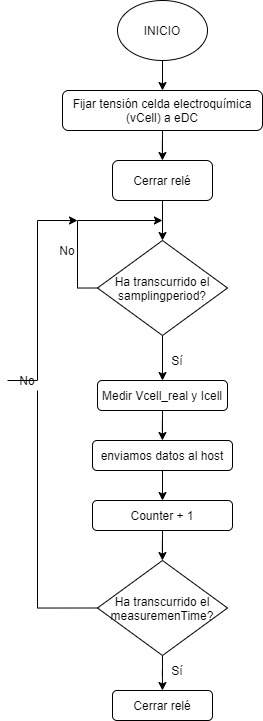 INICIO
Fijar tensión celda electroquímica
(vCell) a eDC
Cerrar relé
No
Ha transcurrido el
samplingperiod?
Sí
No
Medir Vcell_real y Icell
enviamos datos al host
Counter + 1
Ha transcurrido el
measuremenTime?
Sí
Cerrar relé